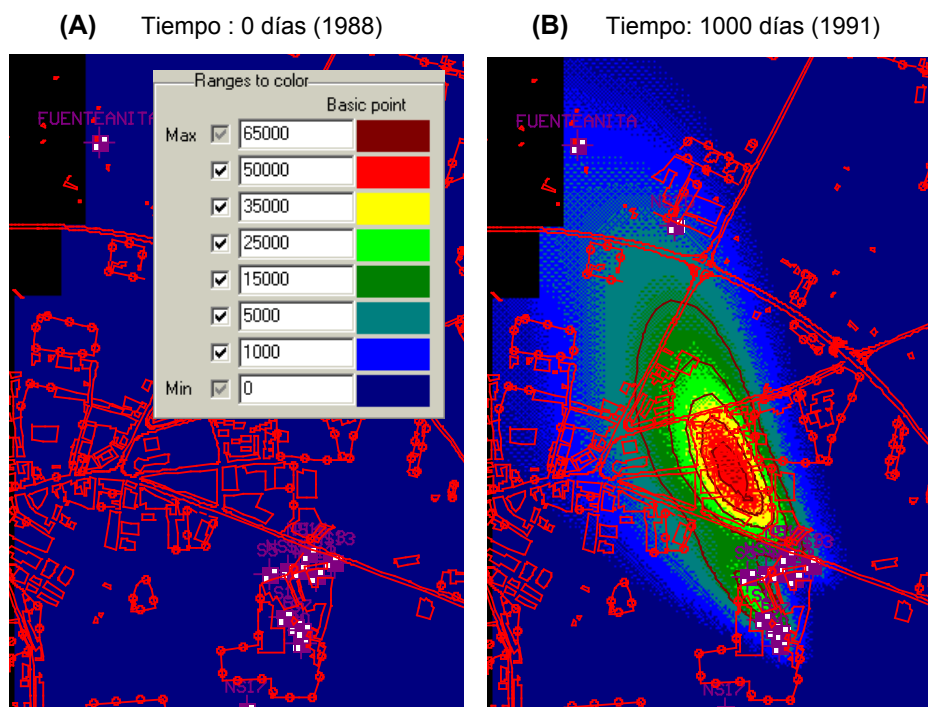 (A) Tiempo : 0 días (1988)
(B) Tiempo: 1000 días (1991)
FUENTEANITA
Ranges to color
Basic point
Max 65000
50000
35000
25000
15000
5000
1000
Min 0
NS17
FUENTEANITA
NS17